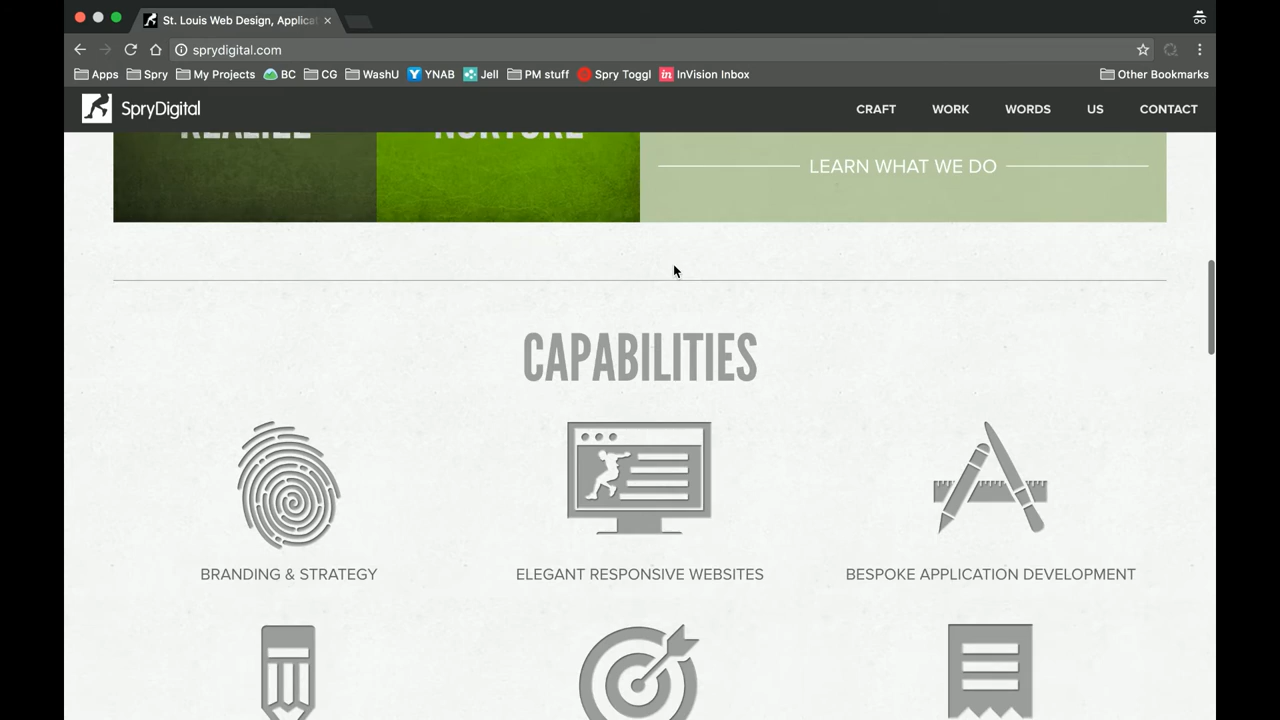 St. Louis Web Design, Applicat
sprydigital.com
Apps Spry My Projects BC CG WashU YNAB Jell PM stuff Spry Toggl in InVision Inbox Other Bookmarks
SpryDigital CRAFT WORK WORDS US CONTACT
REALIZE NURTURE
LEARN WHAT WE DO
CAPABILITIES
BRANDING & STRATEGY ELEGANT RESPONSIVE WEBSITES BESPOKE APPLICATION DEVELOPMENT